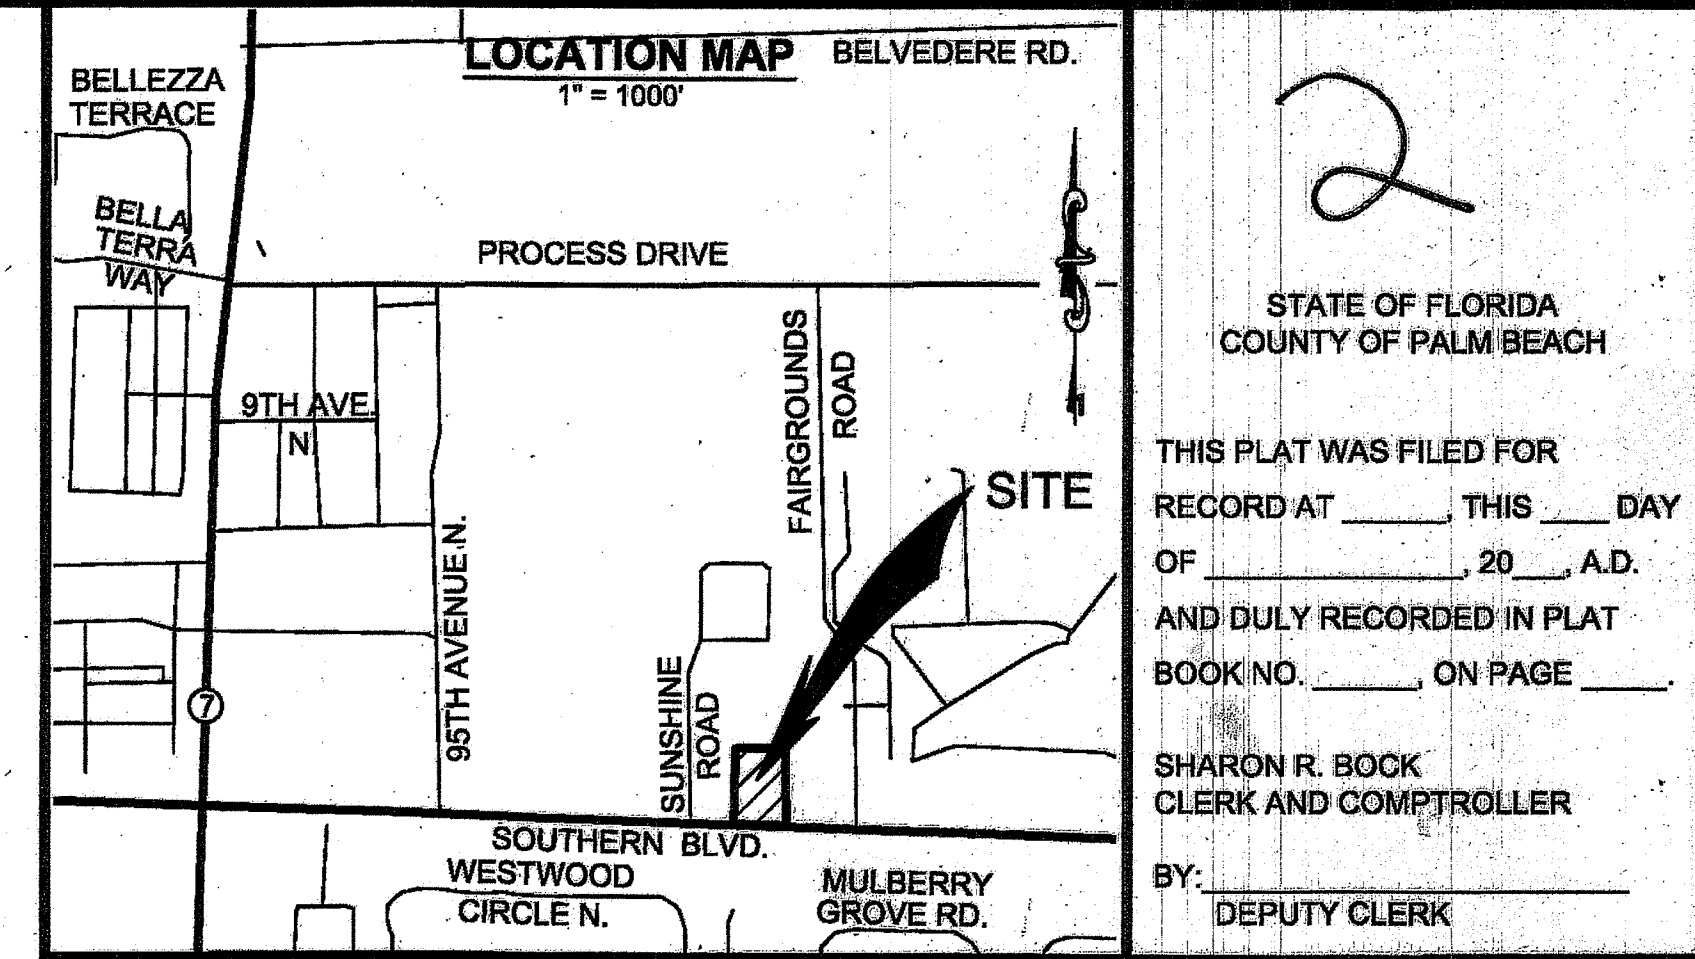 LOCATION MAP
1" = 1000'
BELVEDERE RD.
BELLEZZA
TERRACE
BELLA
TERRA
WAY
PROCESS DRIVE
9TH AVE.
N
FAIRGROUNDS
ROAD
SITE
95TH AVENUE N.
SUNSHINE
ROAD
7
SOUTHERN BLVD.
WESTWOOD
CIRCLE N.
MULBERRY
GROVE RD.
2
STATE OF FLORIDA
COUNTY OF PALM BEACH
THIS PLAT WAS FILED FOR
RECORD AT ______, THIS ____ DAY
OF _______________, 20___, A.D.
AND DULY RECORDED IN PLAT
BOOK NO. ______, ON PAGE _____.
SHARON R. BOCK
CLERK AND COMPTROLLER
BY:_________________________
DEPUTY CLERK